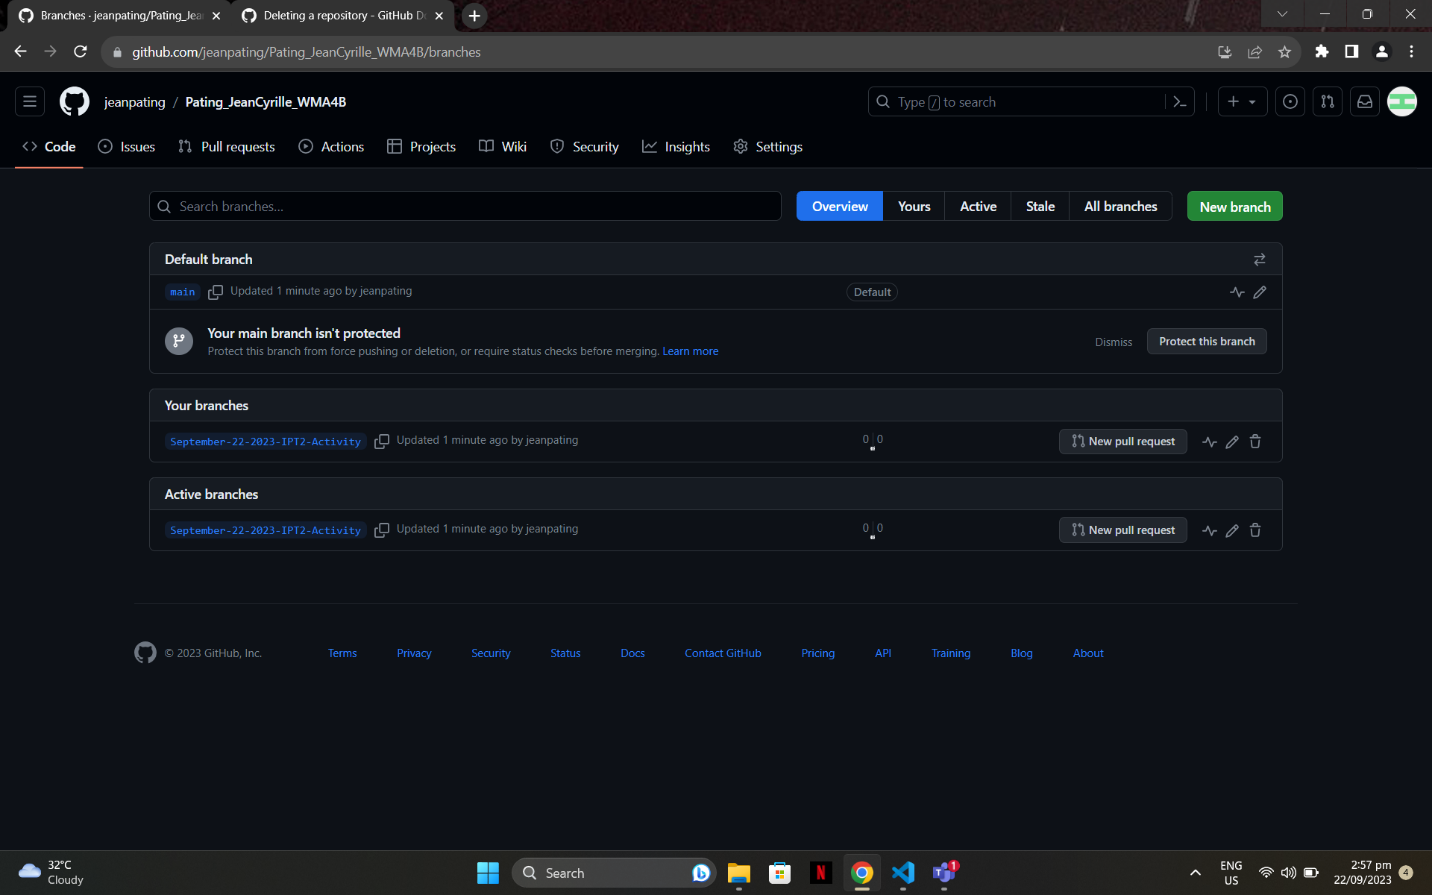 Branches · jeanpating/Pating_Jea
Deleting a repository - GitHub D
github.com/jeanpating/Pating_JeanCyrille_WMA4B/branches
jeanpating / Pating_JeanCyrille_WMA4B
Type / to search
Code Issues Pull requests Actions Projects Wiki Security Insights Settings
Search branches...
Overview Yours Active Stale All branches New branch
Default branch
main Updated 1 minute ago by jeanpating Default
Your main branch isn't protected
Protect this branch from force pushing or deletion, or require status checks before merging. Learn more
Dismiss Protect this branch
Your branches
September-22-2023-IPT2-Activity Updated 1 minute ago by jeanpating 0 0 New pull request
Active branches
September-22-2023-IPT2-Activity Updated 1 minute ago by jeanpating 0 0 New pull request
© 2023 GitHub, Inc. Terms Privacy Security Status Docs Contact GitHub Pricing API Training Blog About
32°C
Cloudy
Search
N
1
ENG
US
2:57 pm
22/09/2023
4